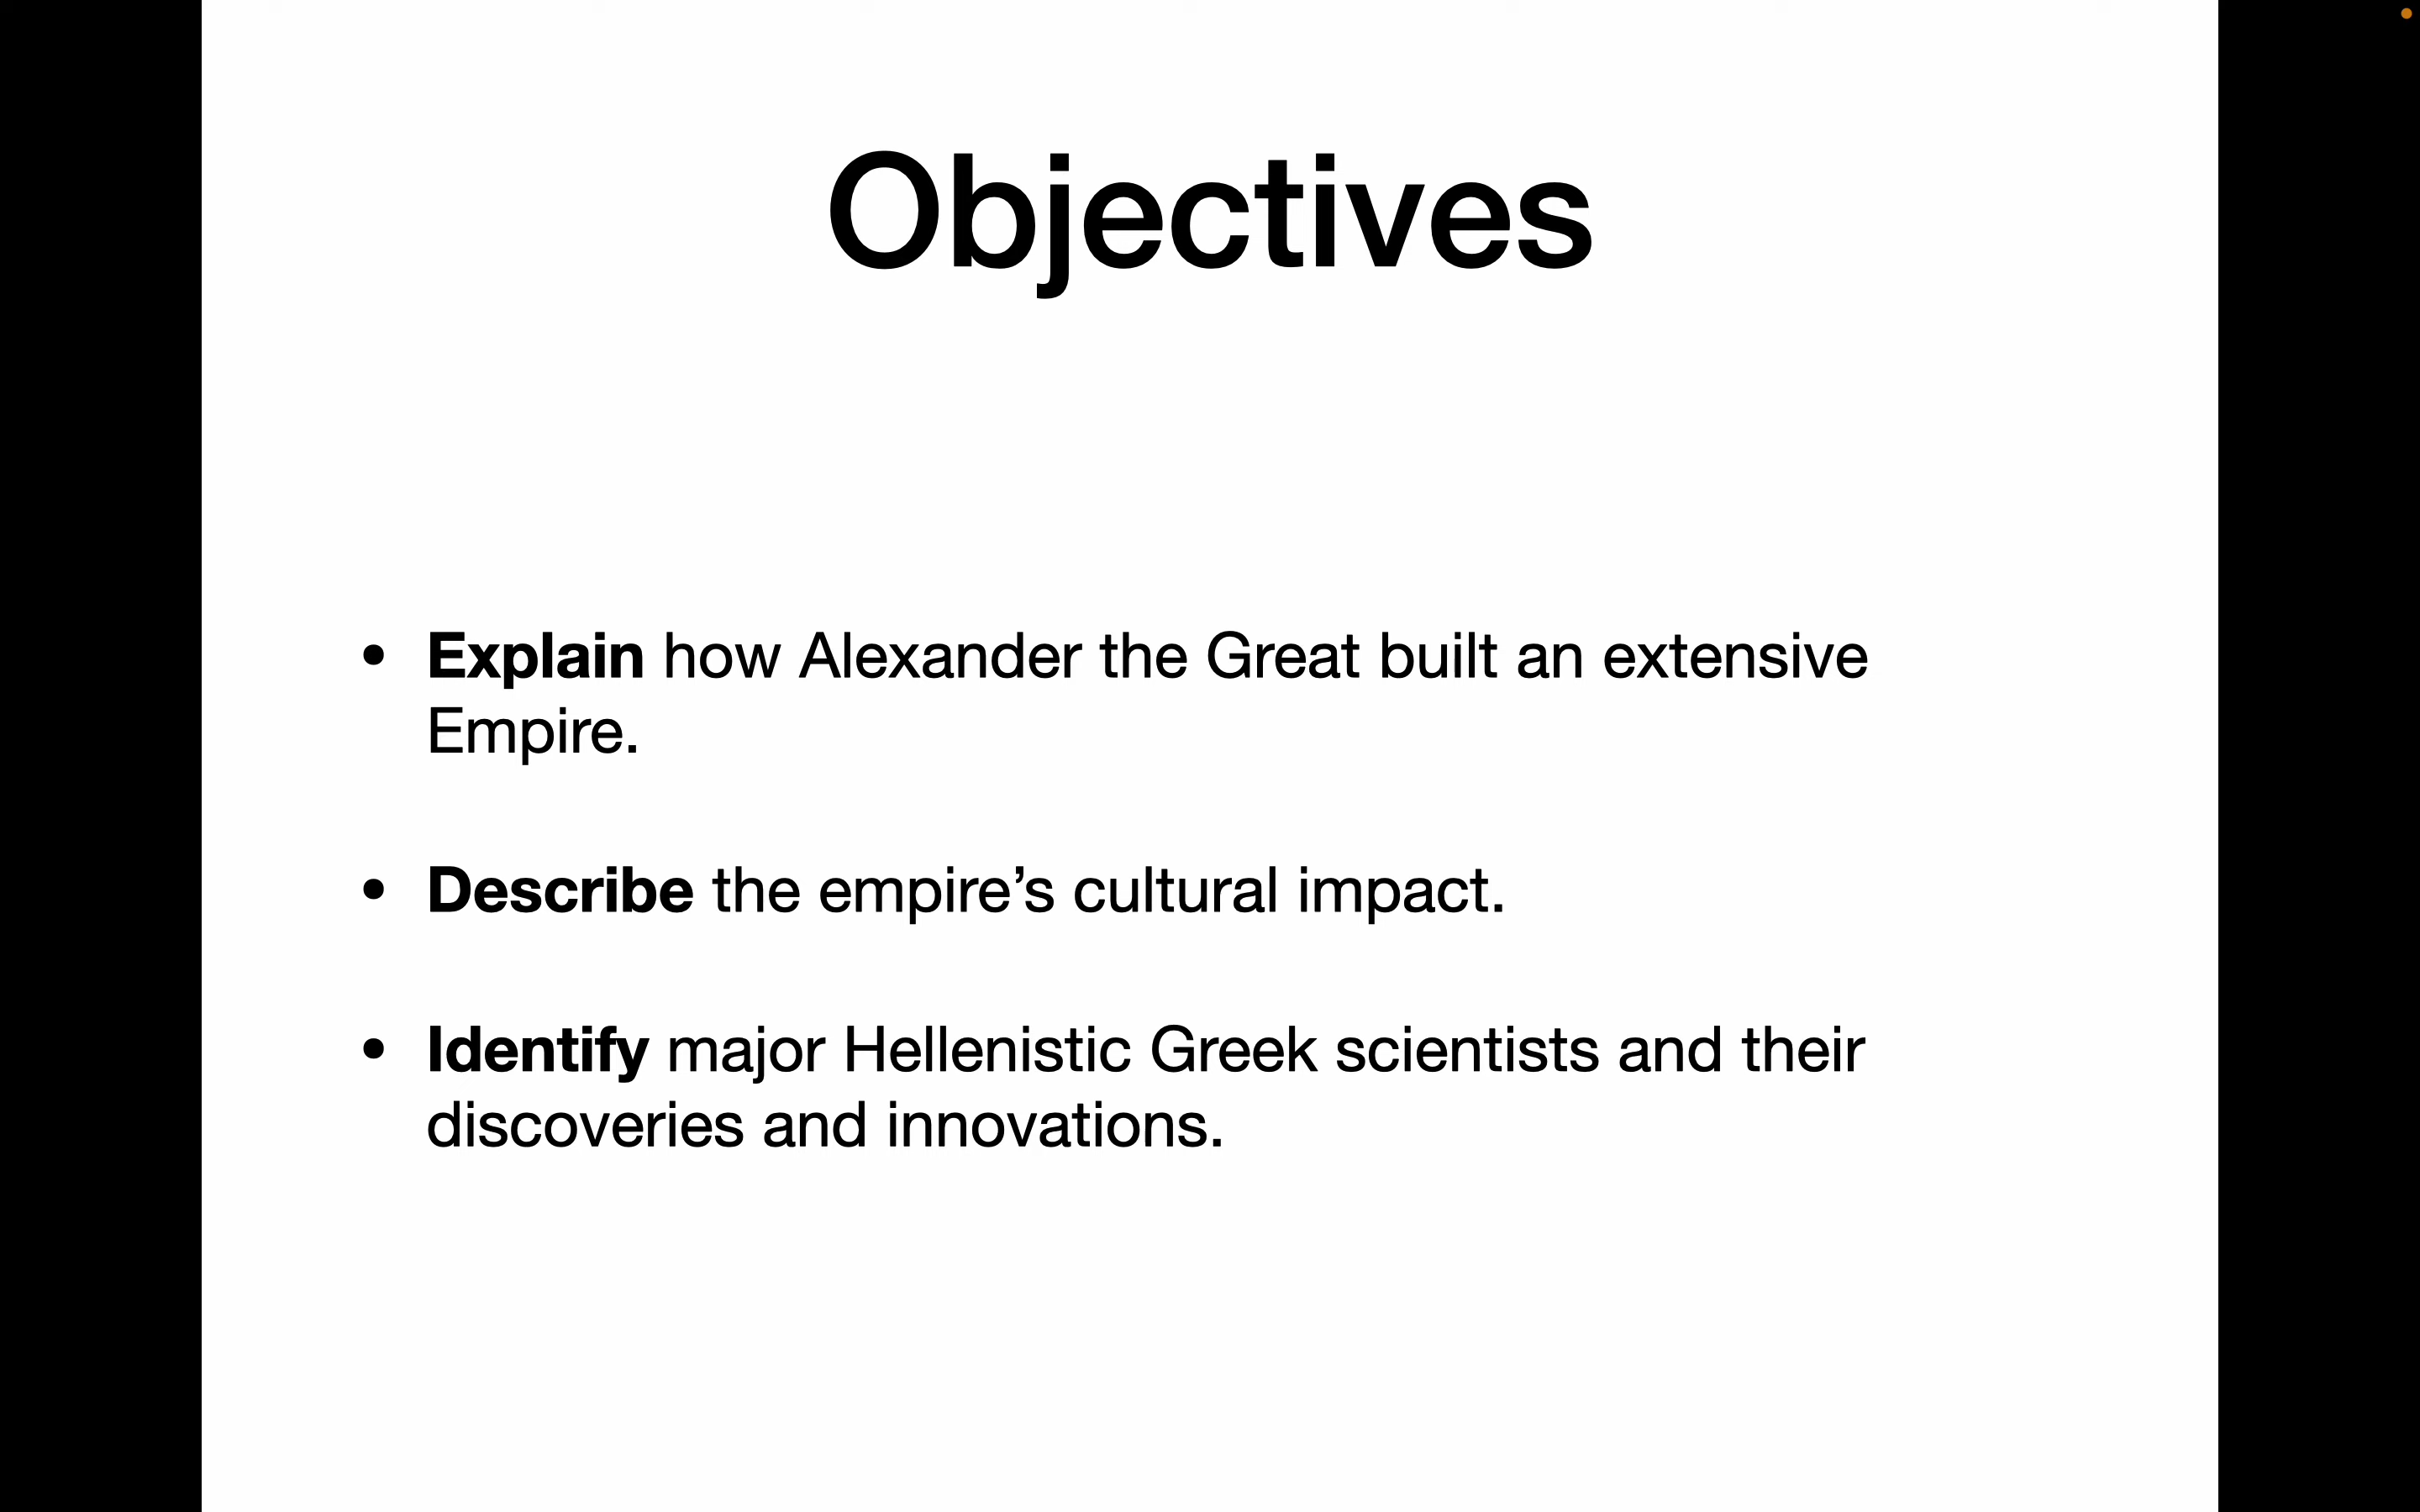 Objectives
• Explain how Alexander the Great built an extensive
Empire.
• Describe the empire’s cultural impact.
• Identify major Hellenistic Greek scientists and their
discoveries and innovations.